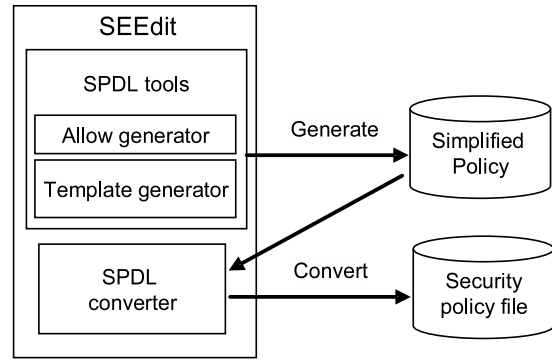 SEEdit
SPDL tools
Allow generator
Template generator
Generate
Simplified
Policy
SPDL
converter
Convert
Security
policy file